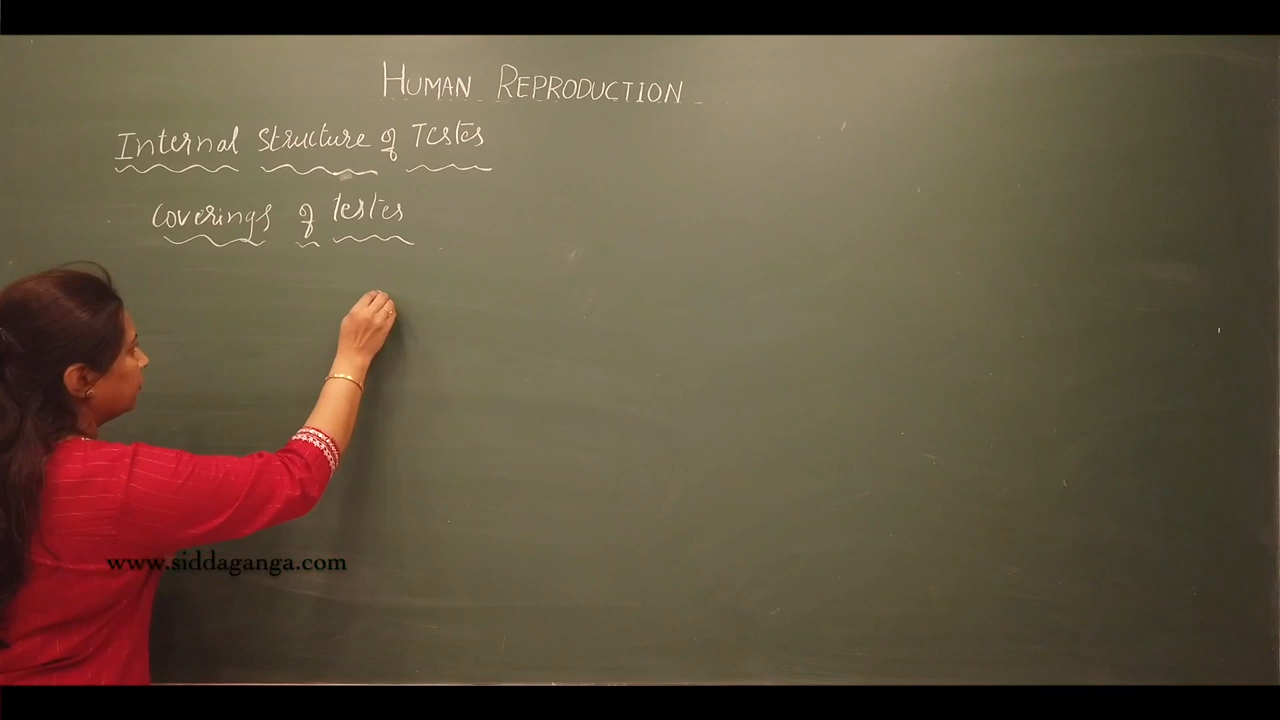 HUMAN REPRODUCTION
Internal structure of Testes
coverings of testes
www.siddaganga.com